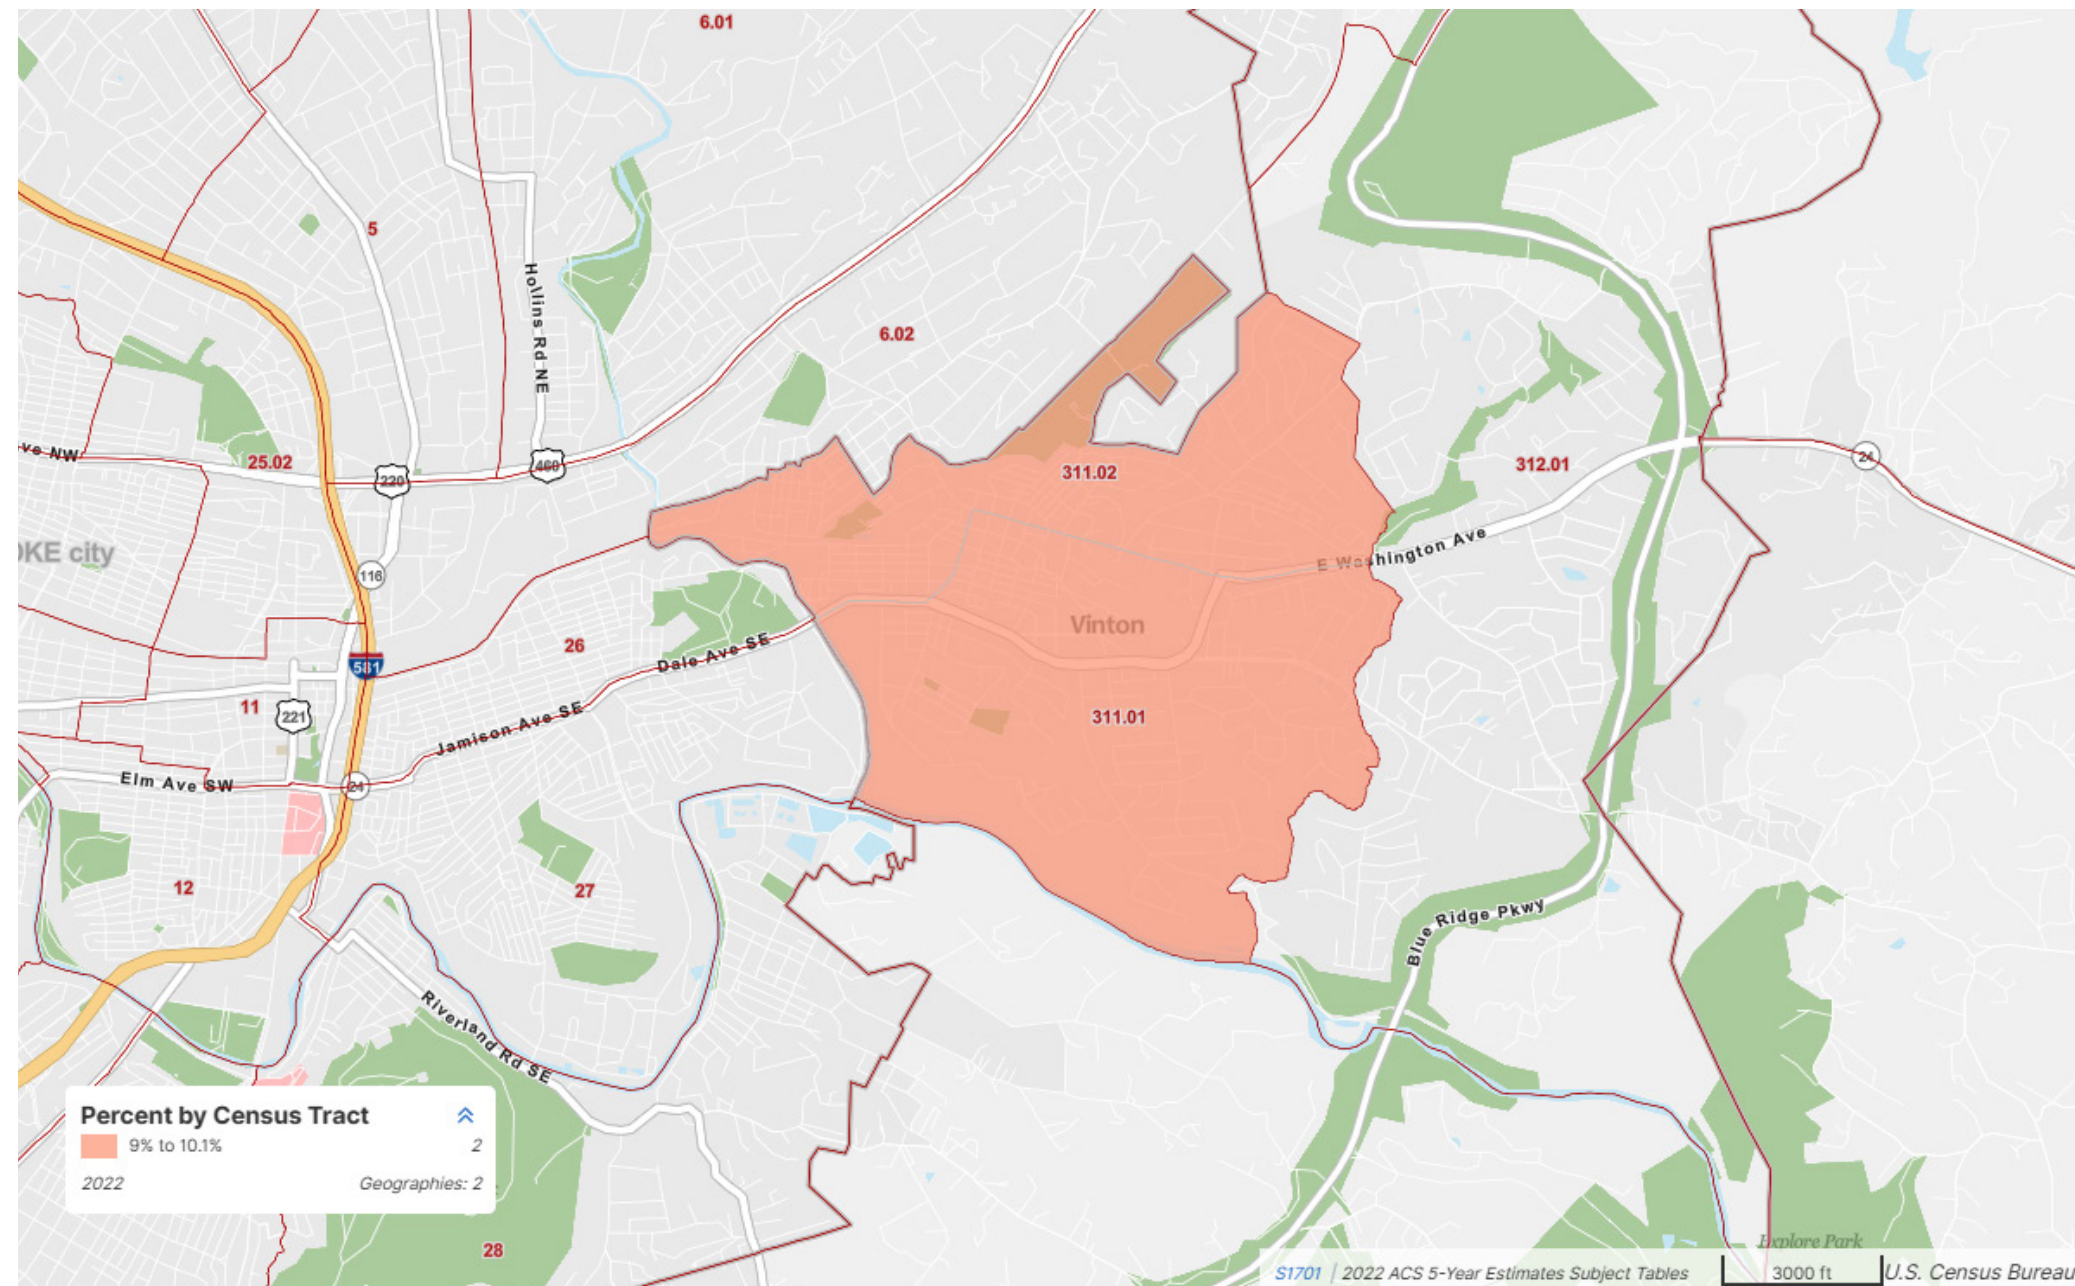 6.01
5
Hollins Rd NE
6.02
ve NW
25.02
220
460
311.02
312.01
24
E Washington Ave
OKE city
116
Vinton
26
Dale Ave SE
581
11
221
Jamison Ave SE
311.01
Elm Ave SW
24
12
27
Blue Ridge Pkwy
Riverland Rd SE
Percent by Census Tract
9% to 10.1% 2
2022 Geographies: 2
28
Explore Park
S1701 | 2022 ACS 5-Year Estimates Subject Tables
3000 ft
U.S. Census Bureau